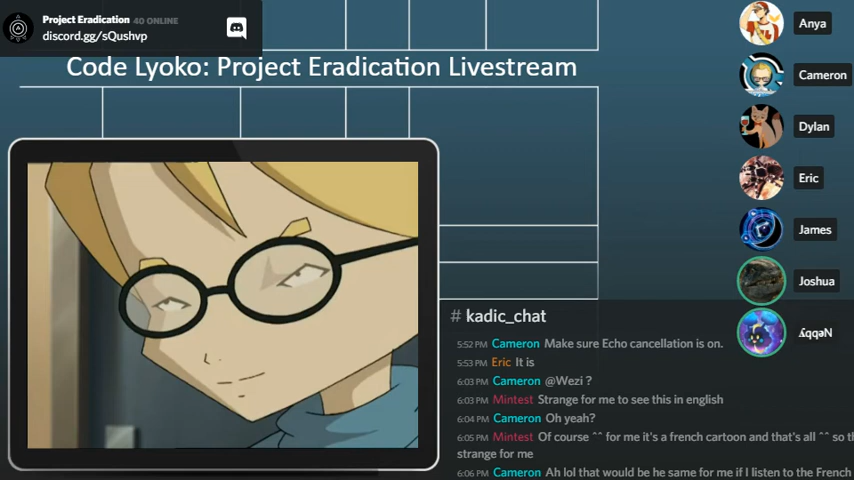 Project Eradication 40 ONLINE
discord.gg/sQushvp
Code Lyoko: Project Eradication Livestream
Anya
Cameron
Dylan
Eric
James
Joshua
ʎqqǝN
# kadic_chat
5:52 PM Cameron Make sure Echo cancellation is on.
5:53 PM Eric It is
6:03 PM Cameron @Wezi ?
6:03 PM Mintest Strange for me to see this in english
6:04 PM Cameron Oh yeah?
6:05 PM Mintest Of course ^^ for me it's a french cartoon and that's all ^^ so th
strange for me
6:06 PM Cameron Ah lol that would be he same for me if I listen to the French